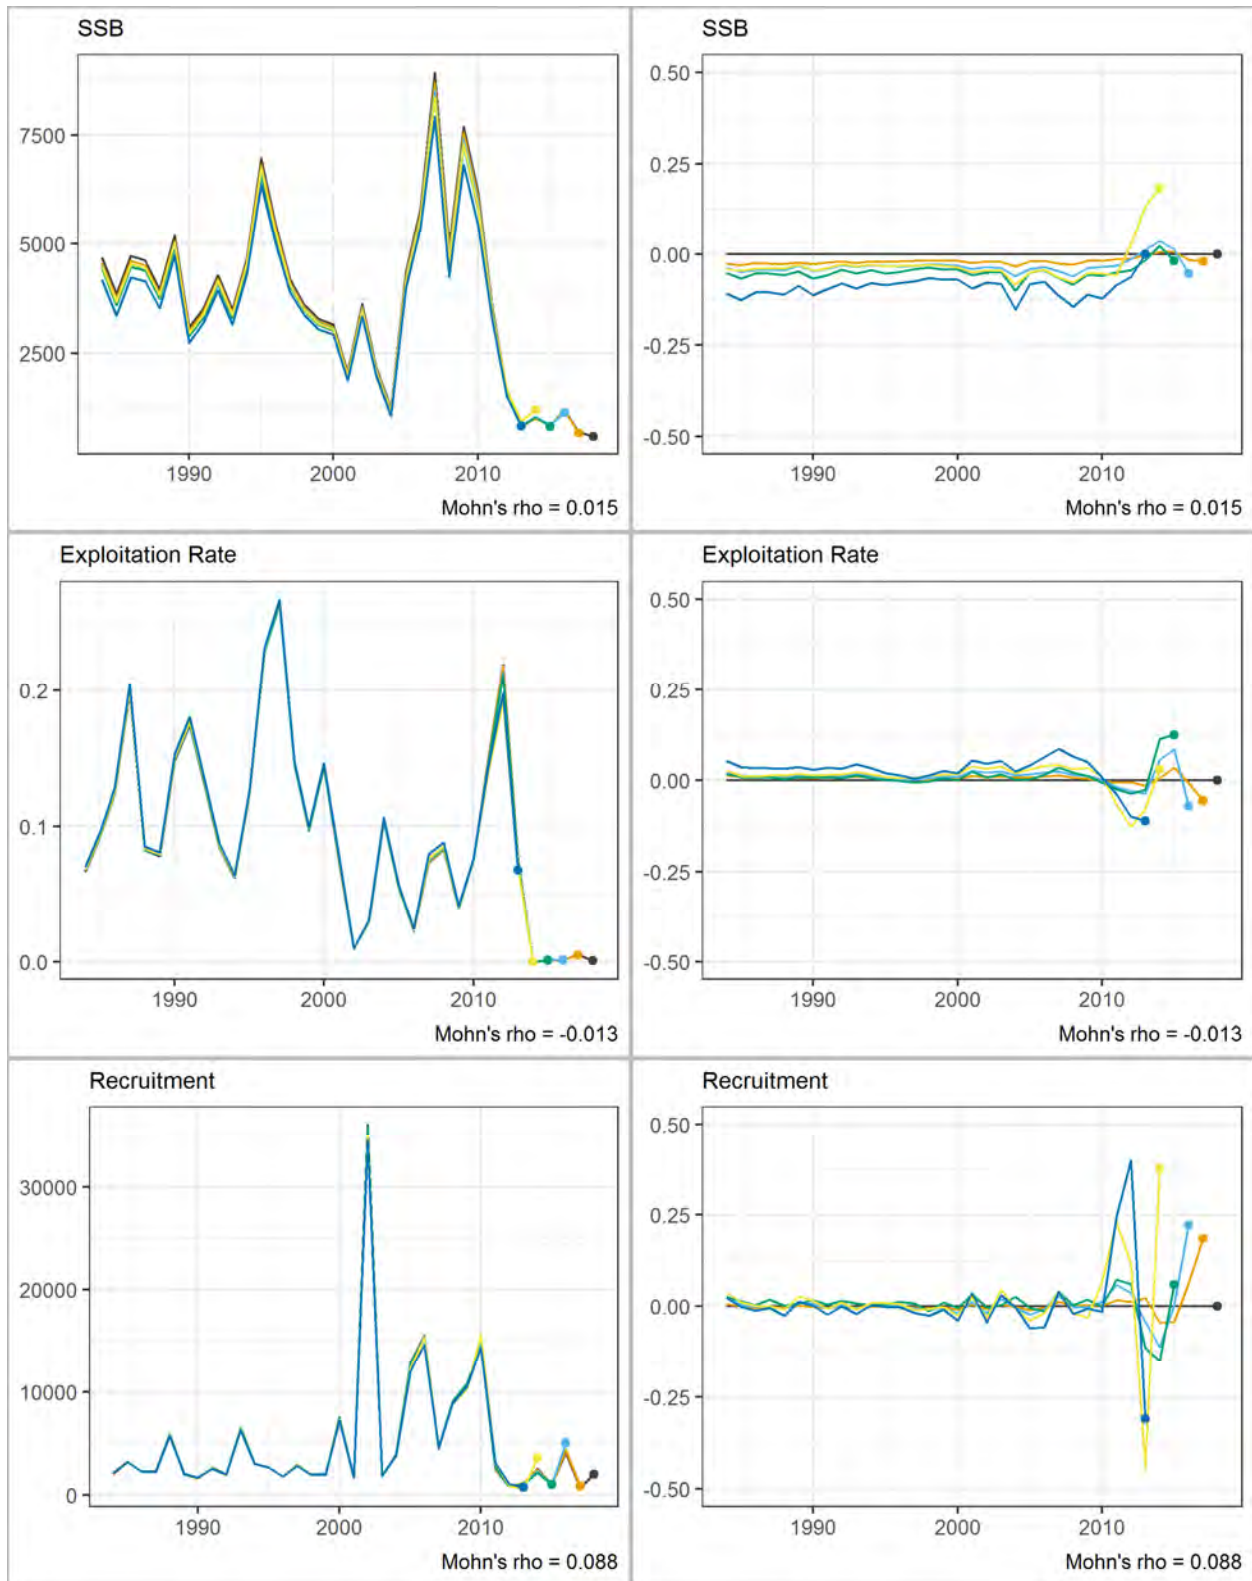 SSB
7500
5000
2500
1990 2000 2010
Mohn's rho = 0.015
SSB
0.50
0.25
0.00
-0.25
-0.50
1990 2000 2010
Mohn's rho = 0.015
Exploitation Rate
0.2
0.1
0.0
1990 2000 2010
Mohn's rho = -0.013
Exploitation Rate
0.50
0.25
0.00
-0.25
-0.50
1990 2000 2010
Mohn's rho = -0.013
Recruitment
30000
20000
10000
0
1990 2000 2010
Mohn's rho = 0.088
Recruitment
0.50
0.25
0.00
-0.25
-0.50
1990 2000 2010
Mohn's rho = 0.088